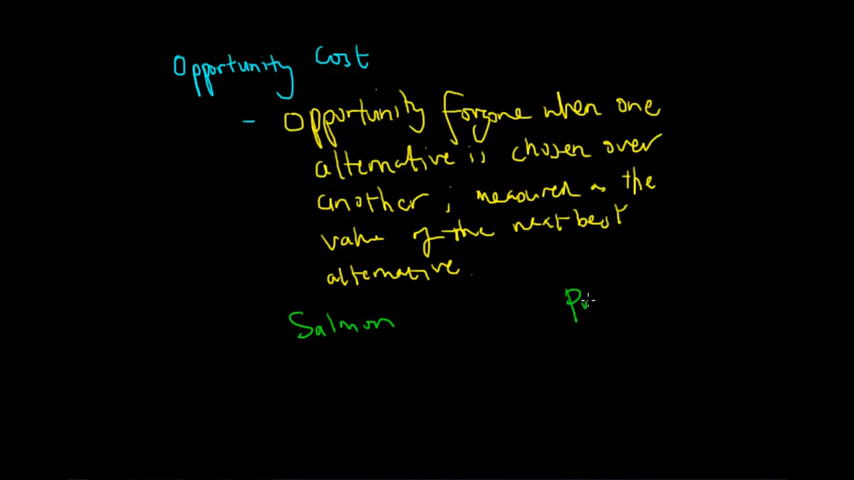 Opportunity Cost
- Opportunity forgone when one
alternative is chosen over
another ; measured as the
value of the next best
alternative.
Salmon